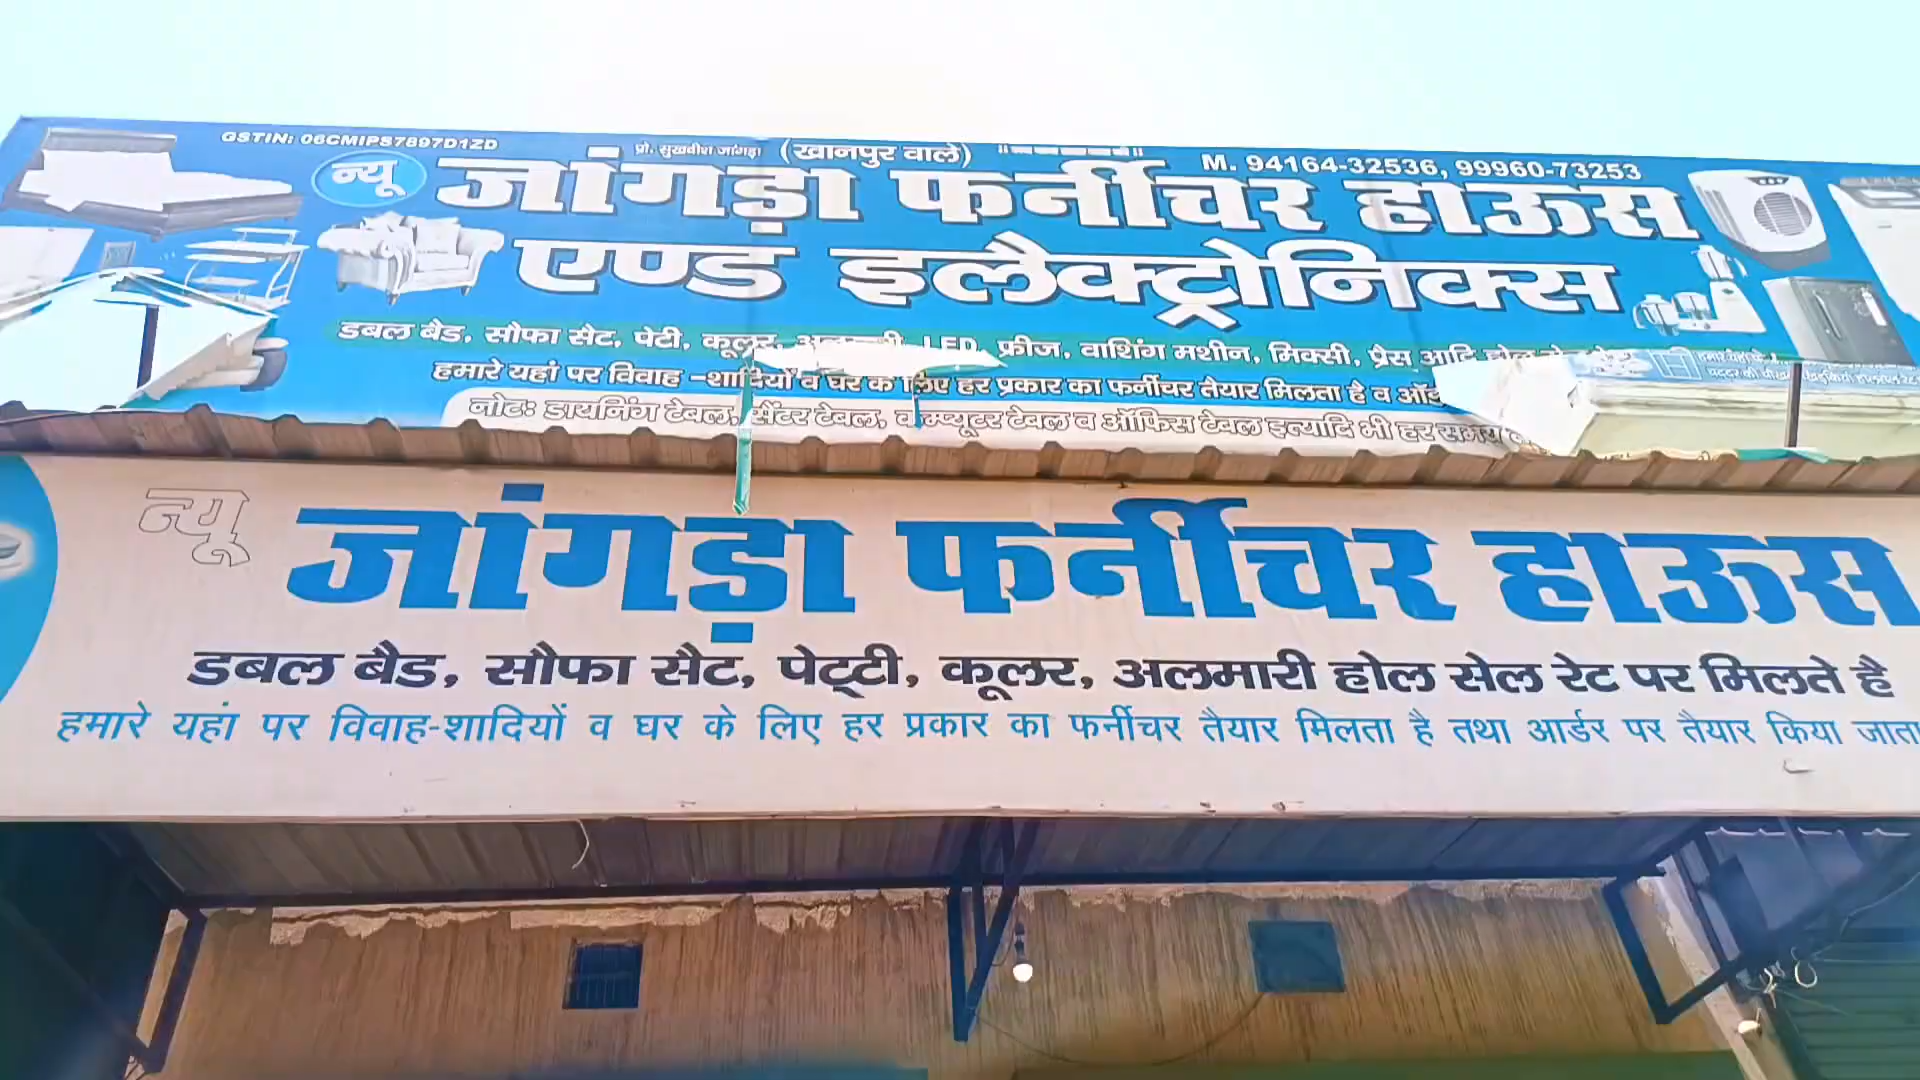 GSTIN: 06CMIPS7897D1ZD
प्रो. सुखबीर जांगड़ा (खानपुर वाले)
M. 94164-32536, 99960-73253
न्यू जांगड़ा फर्नीचर हाऊस
एण्ड इलैक्ट्रोनिक्स
डबल बैड, सौफा सैट, पेटी, कूलर, LED, फ्रीज, वाशिंग मशीन, मिक्सी, प्रैस आदि
हमारे यहां पर विवाह-शादियों व घर के लिए हर प्रकार का फर्नीचर तैयार मिलता है व
नोट: डायनिंग टेबल, सेंटर टेबल, कम्प्यूटर टेबल व ऑफिस टेबल इत्यादि भी हर समय
न्यू जांगड़ा फर्नीचर हाऊस
डबल बैड, सौफा सैट, पेट्टी, कूलर, अलमारी होल सेल रेट पर मिलते है
हमारे यहां पर विवाह-शादियों व घर के लिए हर प्रकार का फर्नीचर तैयार मिलता है तथा आर्डर पर तैयार किया जाता